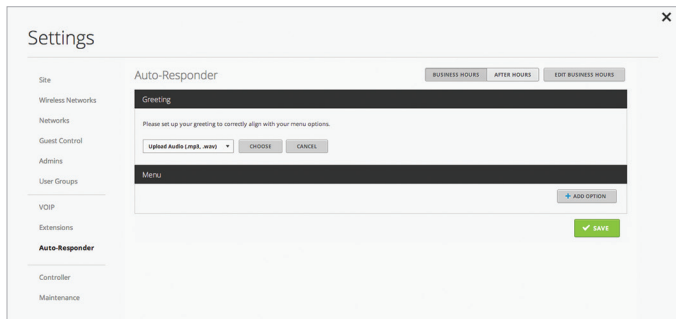 Settings
Site
Wireless Networks
Networks
Guest Control
Admins
User Groups
VOIP
Extensions
Auto-Responder
Controller
Maintenance
Auto-Responder
BUSINESS HOURS AFTER HOURS EDIT BUSINESS HOURS
Greeting
Please set up your greeting to correctly align with your menu options.
Upload Audio (.mp3, .wav) CHOOSE CANCEL
Menu
+ ADD OPTION
SAVE